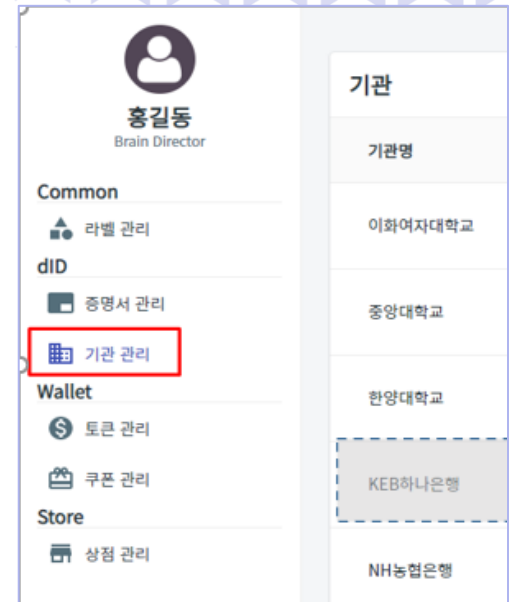 홍길동
Brain Director
Common
라벨 관리
dID
증명서 관리
기관 관리
Wallet
토큰 관리
쿠폰 관리
Store
상점 관리
기관
기관명
이화여자대학교
중앙대학교
한양대학교
KEB하나은행
NH농협은행